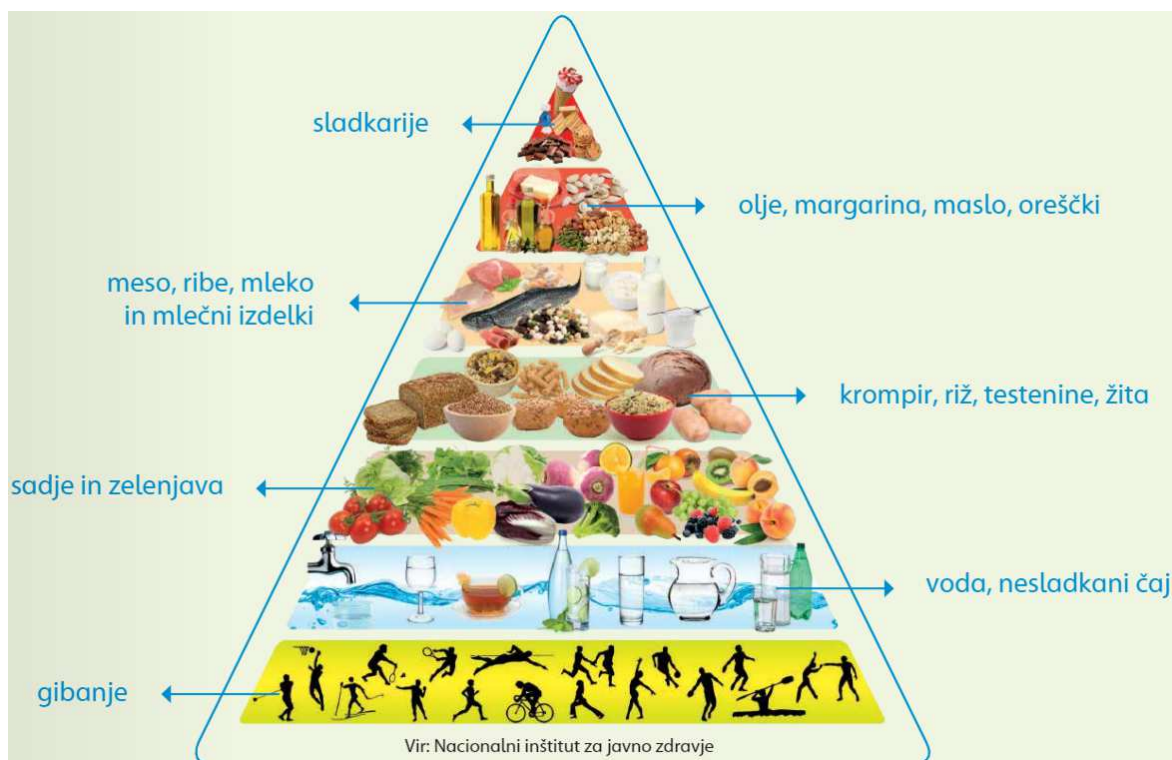 sladkarije
olje, margarina, maslo, oreščki
meso, ribe, mleko
in mlečni izdelki
krompir, riž, testenine, žita
sadje in zelenjava
voda, nesladkani čaj
gibanje
Vir: Nacionalni inštitut za javno zdravje